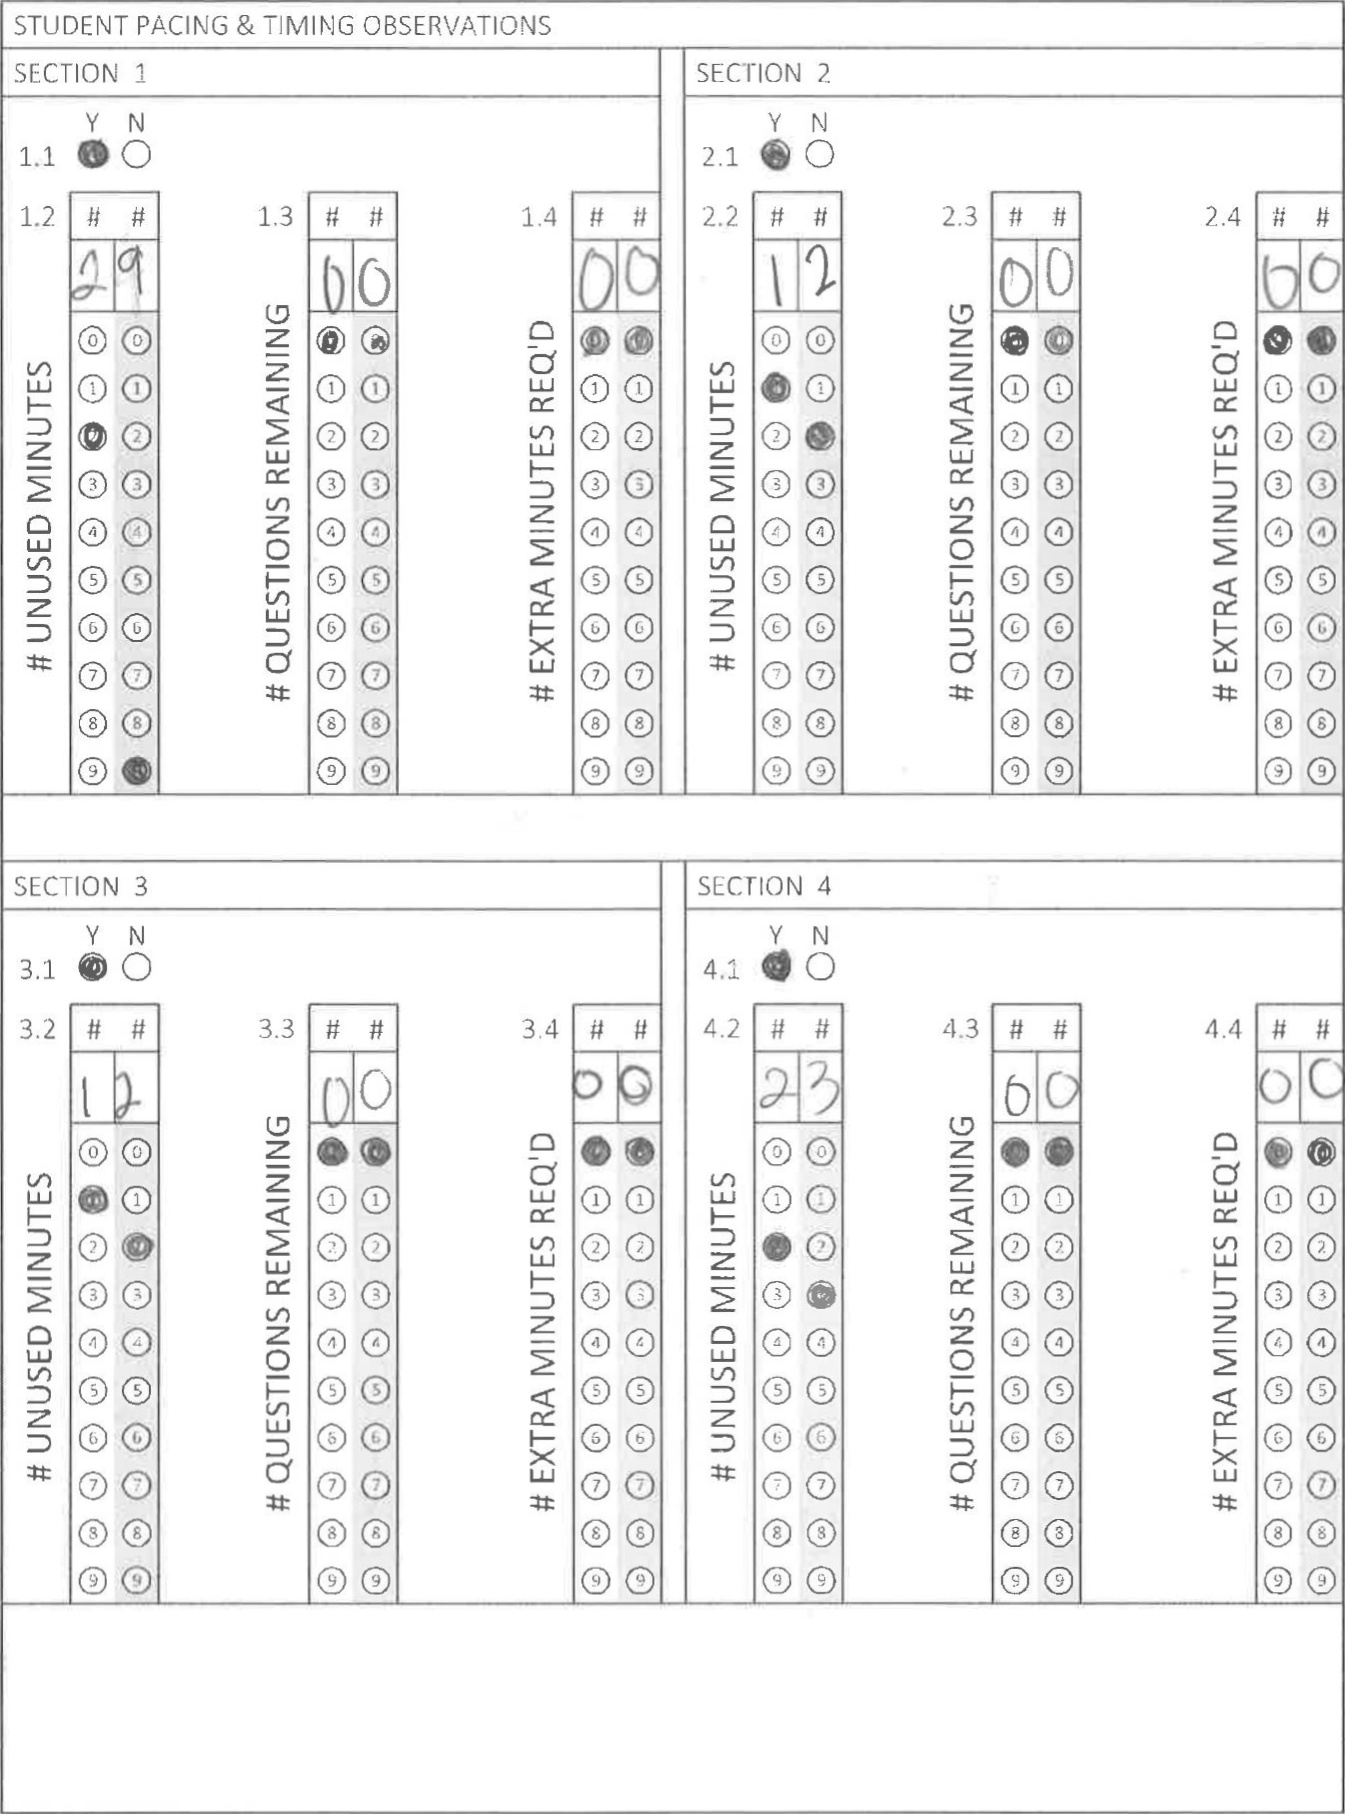 STUDENT PACING & TIMING OBSERVATIONS
SECTION 1
Y N
1.1
1.2 # # 1.3 # # 1.4 # #
2 9 0 0 0 0
# UNUSED MINUTES
# QUESTIONS REMAINING
# EXTRA MINUTES REQ'D
0 0 0 0 0 0
1 1 1 1 1 1
2 2 2 2 2 2
3 3 3 3 3 3
4 4 4 4 4 4
5 5 5 5 5 5
6 6 6 6 6 6
7 7 7 7 7 7
8 8 8 8 8 8
9 9 9 9 9
SECTION 2
Y N
2.1
2.2 # # 2.3 # # 2.4 # #
1 2 0 0 0 0
# UNUSED MINUTES
# QUESTIONS REMAINING
# EXTRA MINUTES REQ'D
0 0 0
1 1 1 1 1
2 2 2 2 2
3 3 3 3 3 3
4 4 4 4 4 4
5 5 5 5 5 5
6 6 6 6 6 6
7 7 7 7 7 7
8 8 8 8 8 8
9 9 9 9 9 9
SECTION 3
Y N
3.1
3.2 # # 3.3 # # 3.4 # #
1 2 0 0 0 0
# UNUSED MINUTES
# QUESTIONS REMAINING
# EXTRA MINUTES REQ'D
0 0
1 1 1 1 1
2 2 2 2 2
3 3 3 3 3 3
4 4 4 4 4 4
5 5 5 5 5 5
6 6 6 6 6 6
7 7 7 7 7 7
8 8 8 8 8 8
9 9 9 9 9 9
SECTION 4
Y N
4.1
4.2 # # 4.3 # # 4.4 # #
2 3 0 0 0 0
# UNUSED MINUTES
# QUESTIONS REMAINING
# EXTRA MINUTES REQ'D
0 0
1 1 1 1 1 1
2 2 2 2 2
3 3 3 3 3
4 4 4 4 4 4
5 5 5 5 5 5
6 6 6 6 6 6
7 7 7 7 7 7
8 8 8 8 8 8
9 9 9 9 9 9